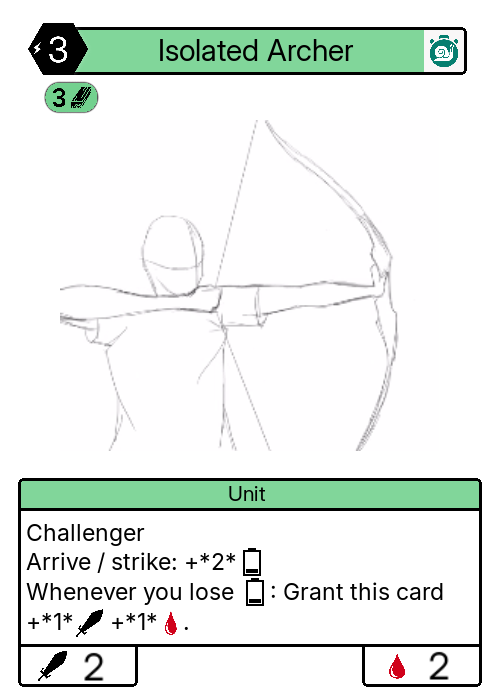 3 Isolated Archer
3
Unit
Challenger
Arrive / strike: +*2*
Whenever you lose : Grant this card
+*1* +*1* .
2 2